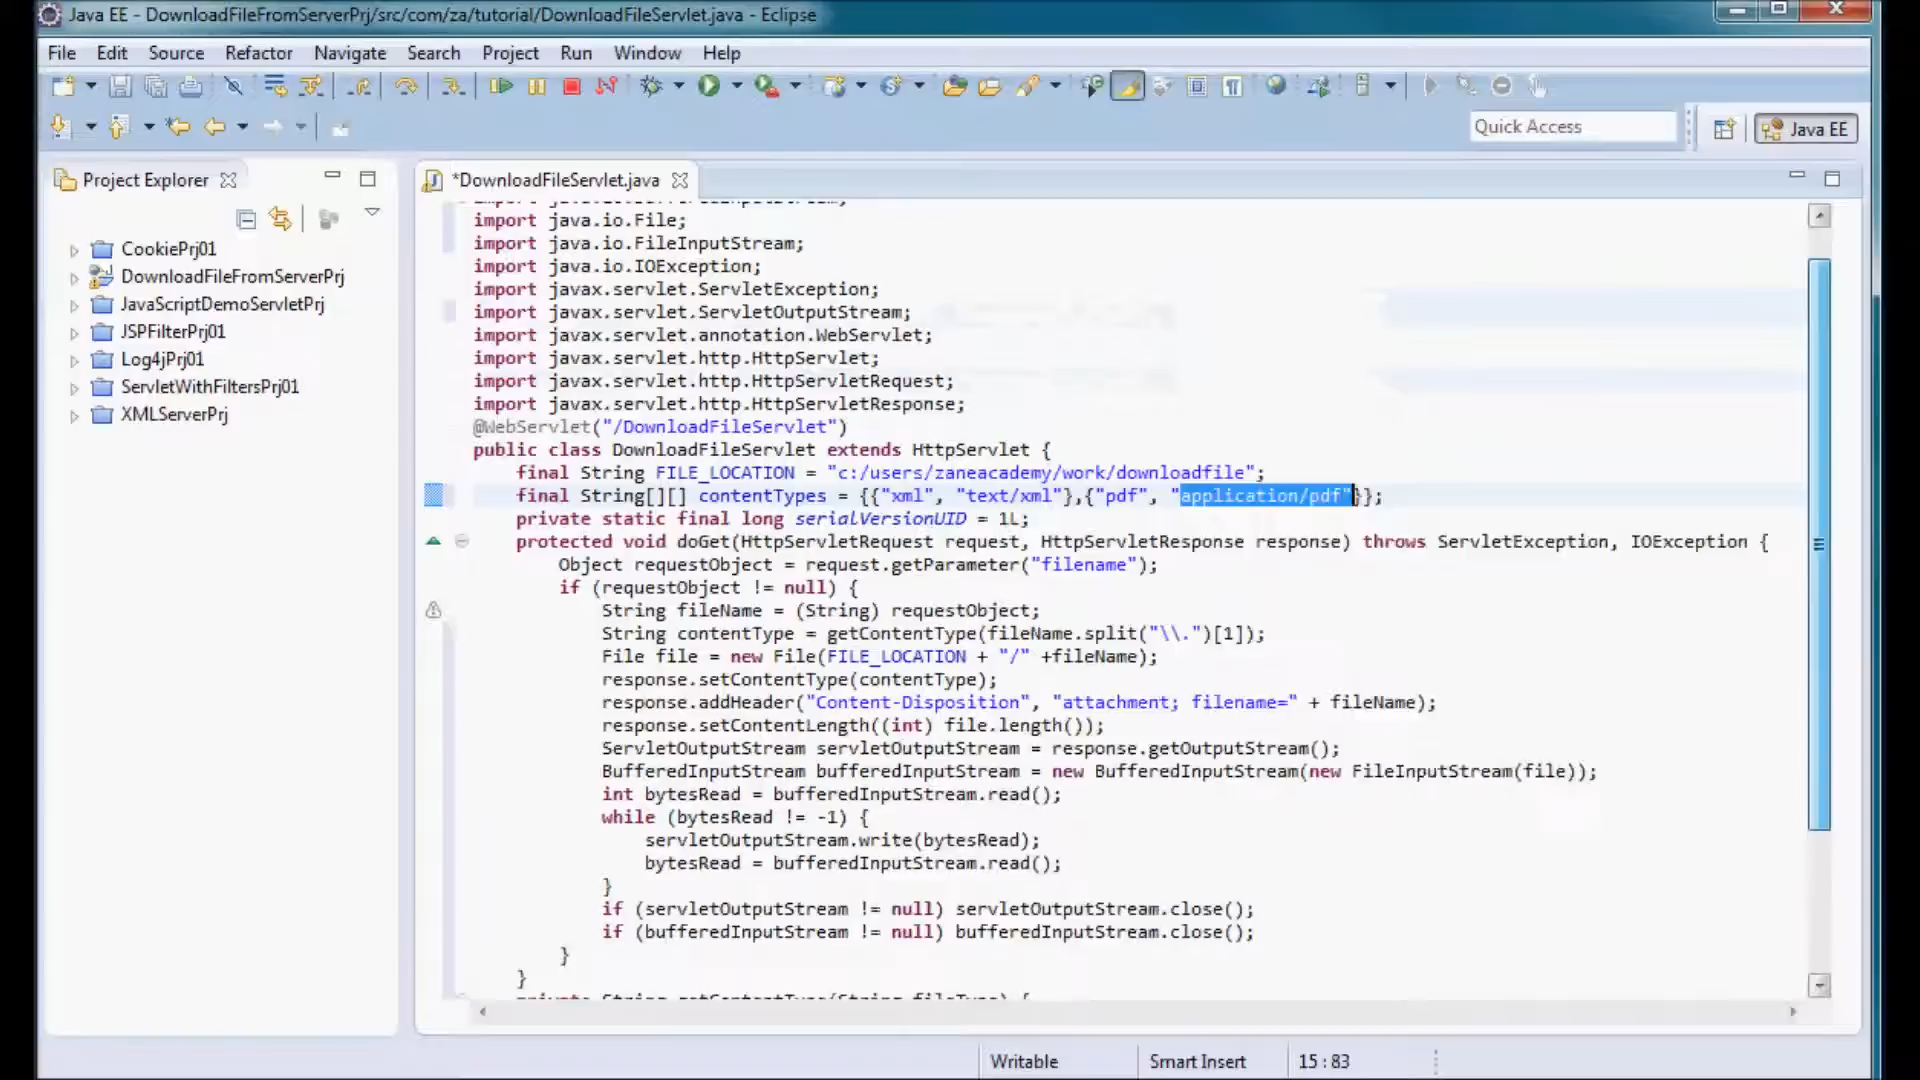 Java EE - DownloadFileFromServerPrj/src/com/za/tutorial/DownloadFileServlet.java - Eclipse
File Edit Source Refactor Navigate Search Project Run Window Help
Quick Access
Java EE
Project Explorer
*DownloadFileServlet.java
CookiePrj01
DownloadFileFromServerPrj
JavaScriptDemoServletPrj
JSPFilterPrj01
Log4jPrj01
ServletWithFiltersPrj01
XMLServerPrj
import java.io.File;
import java.io.FileInputStream;
import java.io.IOException;
import javax.servlet.ServletException;
import javax.servlet.ServletOutputStream;
import javax.servlet.annotation.WebServlet;
import javax.servlet.http.HttpServlet;
import javax.servlet.http.HttpServletRequest;
import javax.servlet.http.HttpServletResponse;
@WebServlet("/DownloadFileServlet")
public class DownloadFileServlet extends HttpServlet {
final String FILE_LOCATION = "c:/users/zaneacademy/work/downloadfile";
final String[][] contentTypes = {{"xml", "text/xml"},{"pdf", "application/pdf"}};
private static final long serialVersionUID = 1L;
protected void doGet(HttpServletRequest request, HttpServletResponse response) throws ServletException, IOException {
Object requestObject = request.getParameter("filename");
if (requestObject != null) {
String fileName = (String) requestObject;
String contentType = getContentType(fileName.split("\\.")[1]);
File file = new File(FILE_LOCATION + "/" +fileName);
response.setContentType(contentType);
response.addHeader("Content-Disposition", "attachment; filename=" + fileName);
response.setContentLength((int) file.length());
ServletOutputStream servletOutputStream = response.getOutputStream();
BufferedInputStream bufferedInputStream = new BufferedInputStream(new FileInputStream(file));
int bytesRead = bufferedInputStream.read();
while (bytesRead != -1) {
servletOutputStream.write(bytesRead);
bytesRead = bufferedInputStream.read();
}
if (servletOutputStream != null) servletOutputStream.close();
if (bufferedInputStream != null) bufferedInputStream.close();
}
}
private String getContentType(String fileType) {
Writable Smart Insert 15 : 83